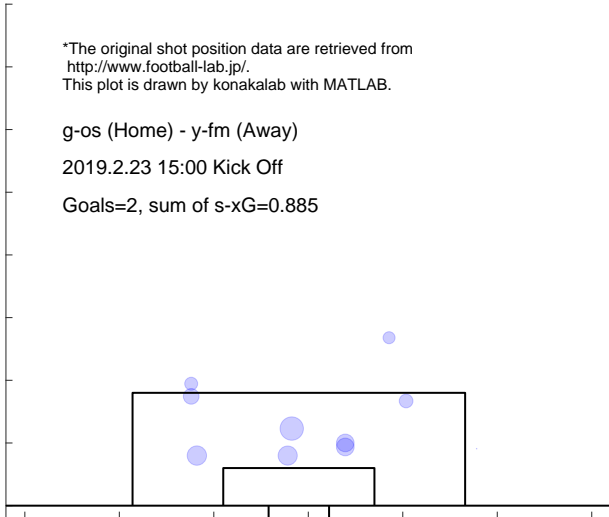 *The original shot position data are retrieved from
http://www.football-lab.jp/.
This plot is drawn by konakalab with MATLAB.
g-os (Home) - y-fm (Away)
2019.2.23 15:00 Kick Off
Goals=2, sum of s-xG=0.885